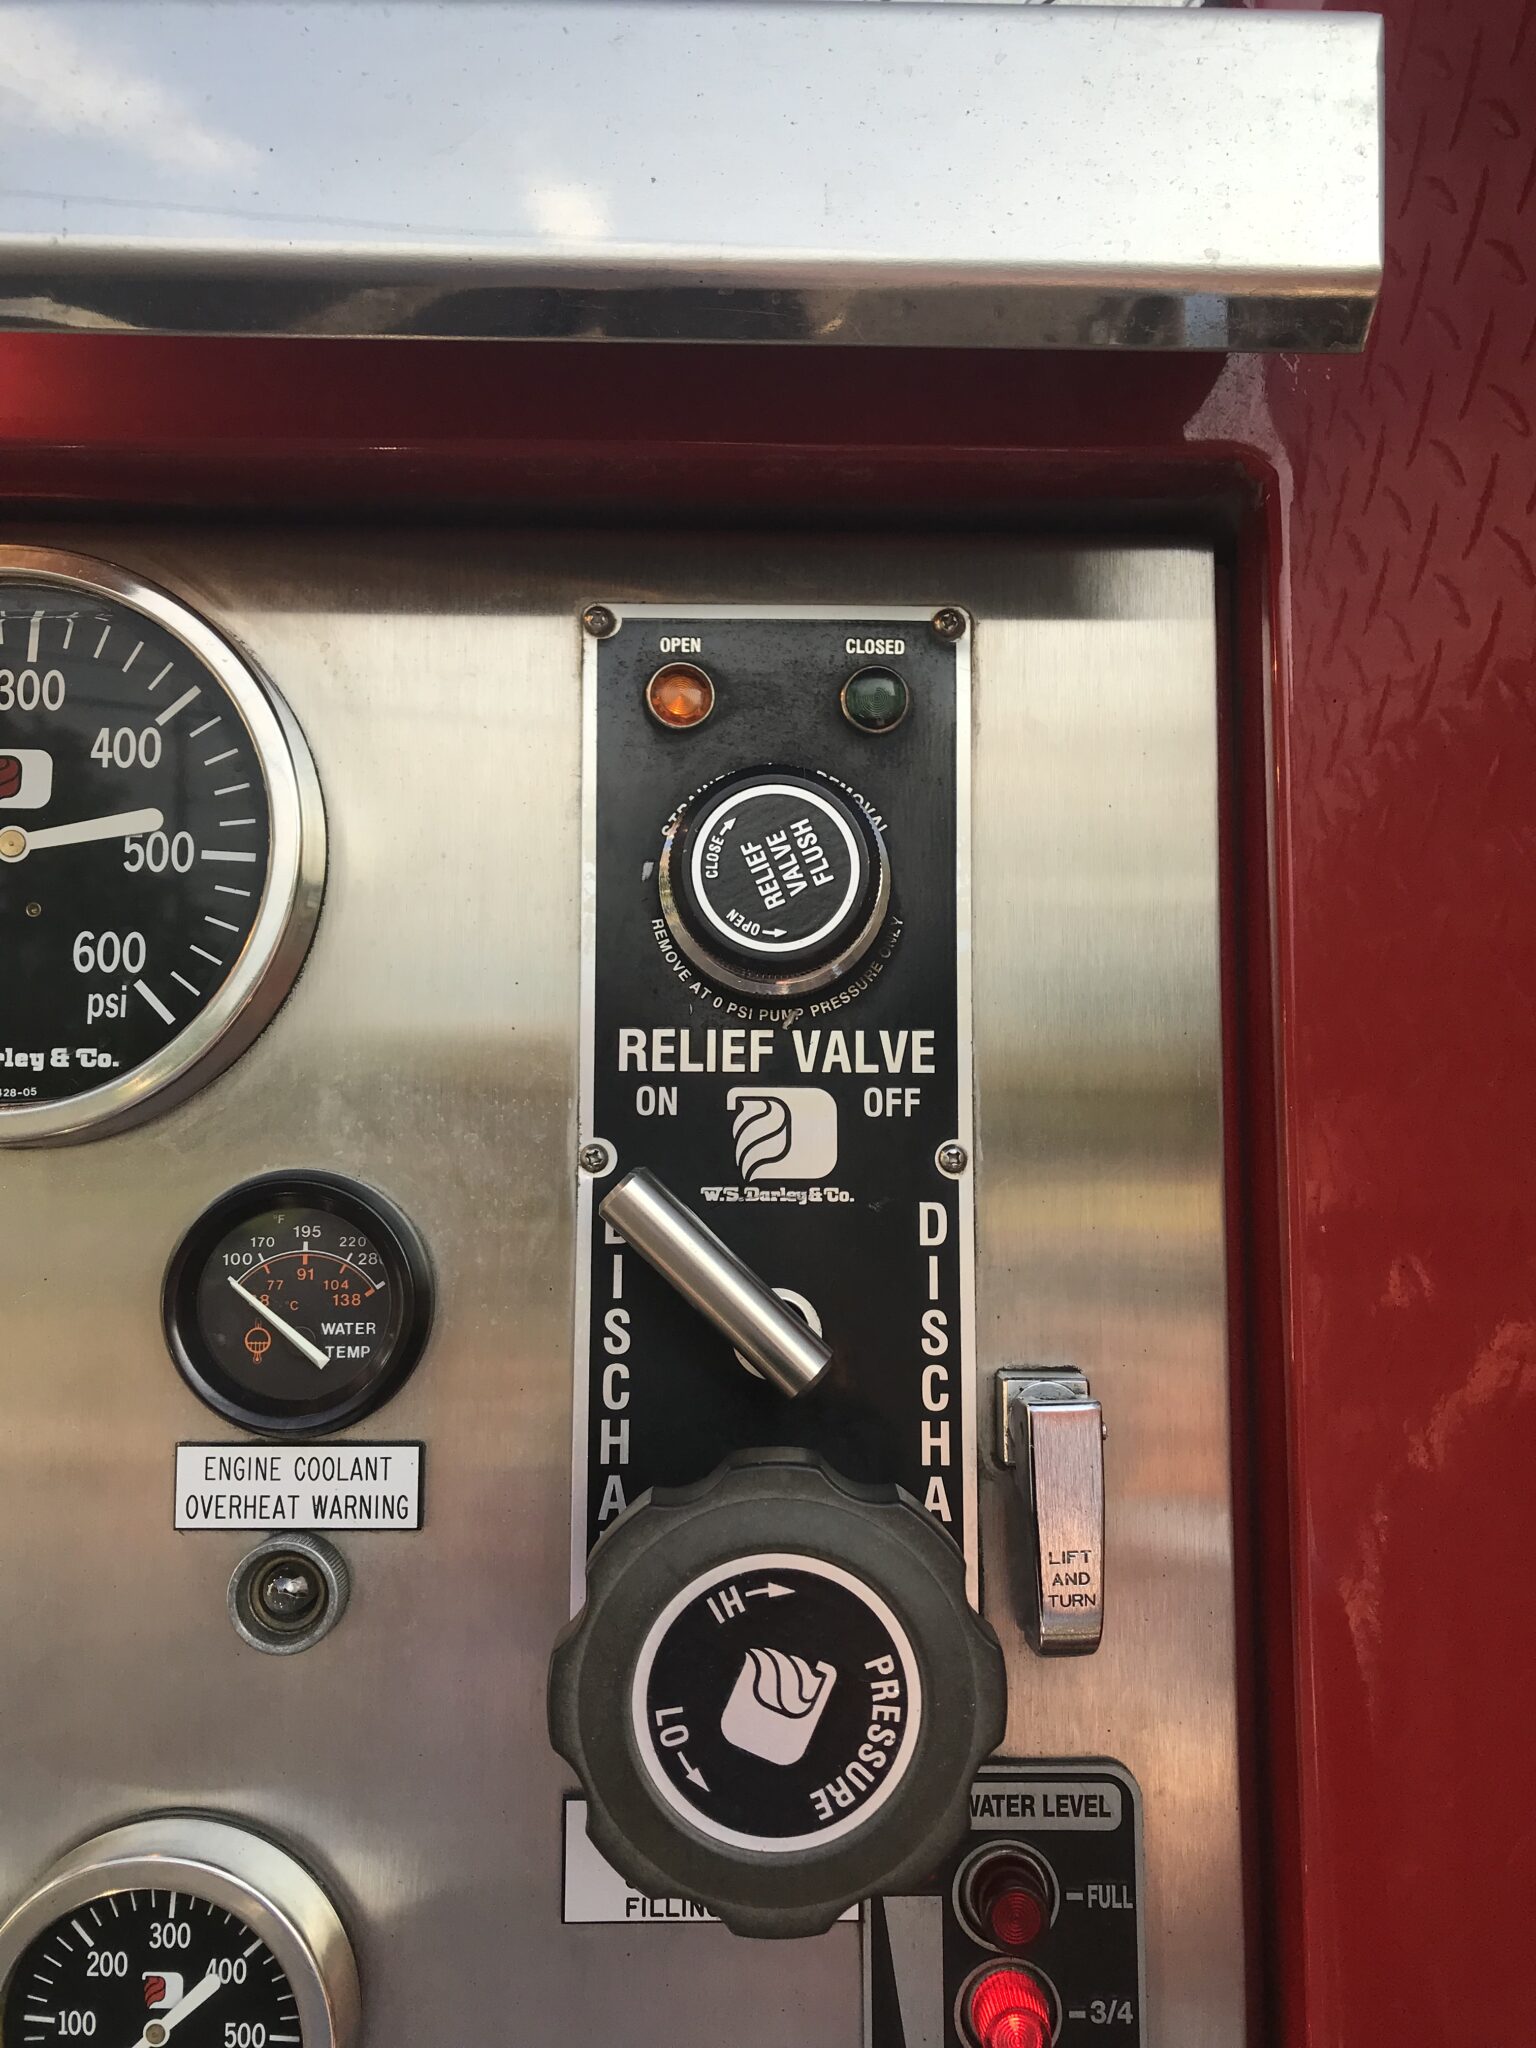 OPEN
CLOSED
300
400
500
600
psi
& Co.
28-05
REMOVAL
CLOSE
RELIEF
VALVE
FLUSH
OPEN
REMOVE AT 0 PSI PUMP PRESSURE ONLY
RELIEF VALVE
ON
OFF
W.S. Darley & Co.
°F
100
170
195
220
77
91
104
138
°C
WATER
TEMP
ENGINE COOLANT
OVERHEAT WARNING
DISCHA
LIFT
AND
TURN
HI
LO
PRESSURE
WATER LEVEL
FULL
3/4
100
200
300
400
500